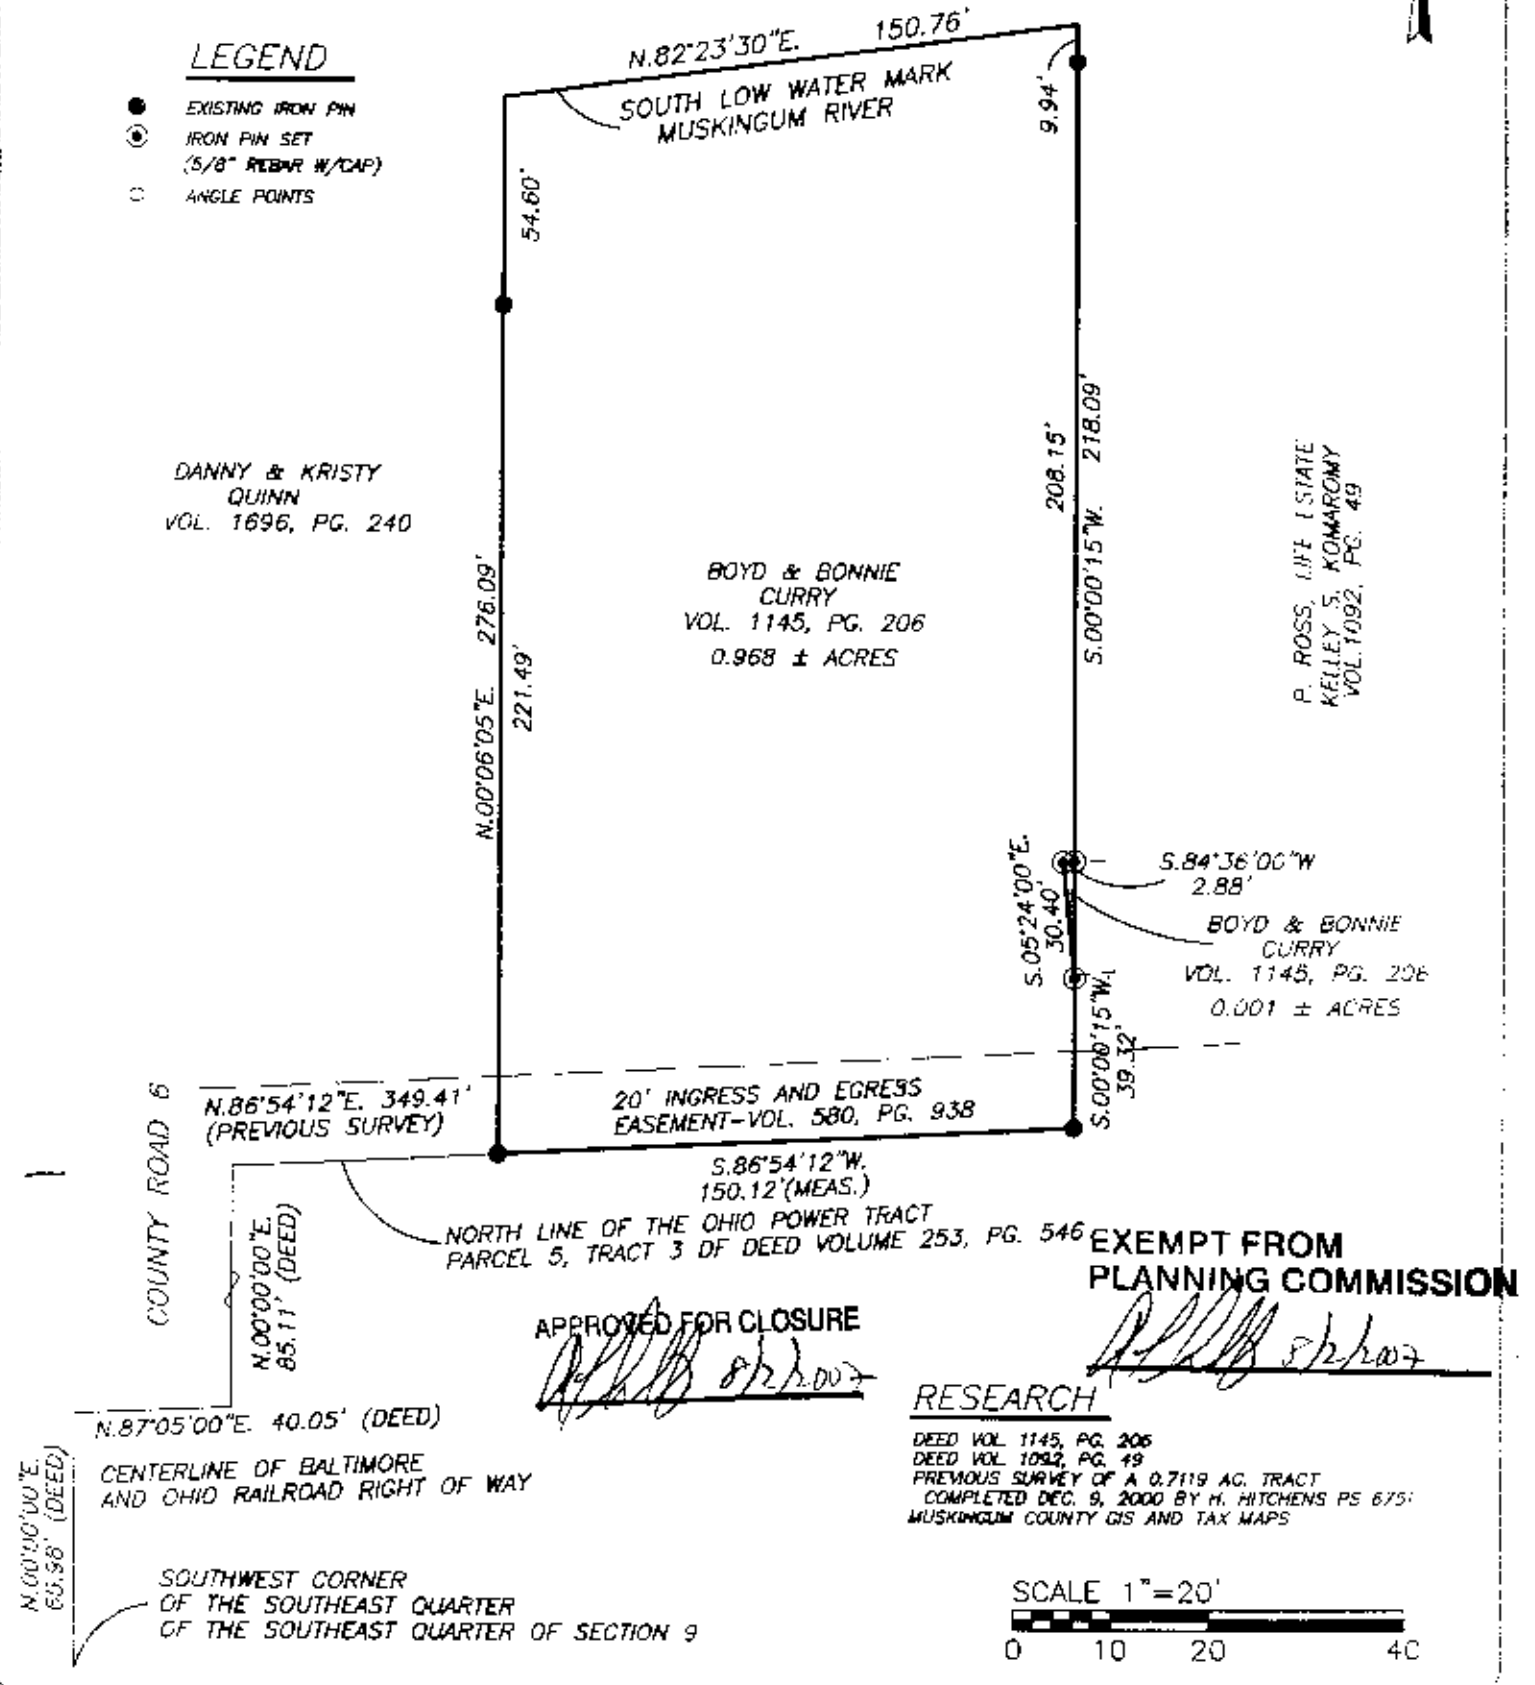 LEGEND
EXISTING IRON PIN
IRON PIN SET
(5/8" REBAR W/CAP)
ANGLE POINTS
N.82°23'30"E. 150.76'
SOUTH LOW WATER MARK
MUSKINGUM RIVER
9.94'
54.60'
DANNY & KRISTY
QUINN
VOL. 1696, PG. 240
N.00°06'05"E. 276.09'
221.49'
BOYD & BONNIE
CURRY
VOL. 1145, PG. 206
0.968 ± ACRES
208.15'
S.00°00'15"W. 218.09'
P. ROSS, LIFE ESTATE
KELLEY S. KOMAROMY
VOL.1092, PG. 49
S.84°36'00"W
2.88'
S.05°24'00"E.
30.40'
BOYD & BONNIE
CURRY
VOL. 1145, PG. 206
0.001 ± ACRES
S.00°00'15"W.
39.32'
N.86°54'12"E. 349.41'
(PREVIOUS SURVEY)
20' INGRESS AND EGRESS
EASEMENT-VOL. 580, PG. 938
S.86°54'12"W.
150.12'(MEAS.)
COUNTY ROAD 6
NORTH LINE OF THE OHIO POWER TRACT
PARCEL 5, TRACT 3 OF DEED VOLUME 253, PG. 546
N.00°00'00"E.
85.11' (DEED)
EXEMPT FROM
PLANNING COMMISSION
8/2/2007
APPROVED FOR CLOSURE
8/2/2007
N.87°05'00"E. 40.05' (DEED)
CENTERLINE OF BALTIMORE
AND OHIO RAILROAD RIGHT OF WAY
N.00°00'00"E.
(DEED)
SOUTHWEST CORNER
OF THE SOUTHEAST QUARTER
OF THE SOUTHEAST QUARTER OF SECTION 9
RESEARCH
DEED VOL. 1145, PG. 206
DEED VOL. 1092, PG. 49
PREVIOUS SURVEY OF A 0.7119 AC. TRACT
COMPLETED DEC. 9, 2000 BY H. HITCHENS PS
MUSKINGUM COUNTY GIS AND TAX MAPS
SCALE 1"=20'
0 10 20 40